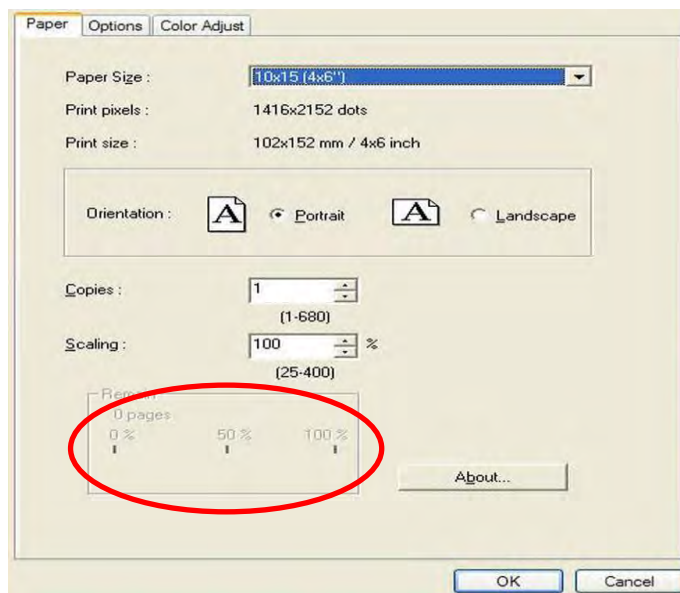 Paper Options Color Adjust
Paper Size : 10x15 (4x6")
Print pixels : 1416x2152 dots
Print size : 102x152 mm / 4x6 inch
Orientation : A Portrait A Landscape
Copies : 1
(1-680)
Scaling : 100 %
(25-400)
Remain
0 pages
0 % 50 % 100 %
About...
OK Cancel